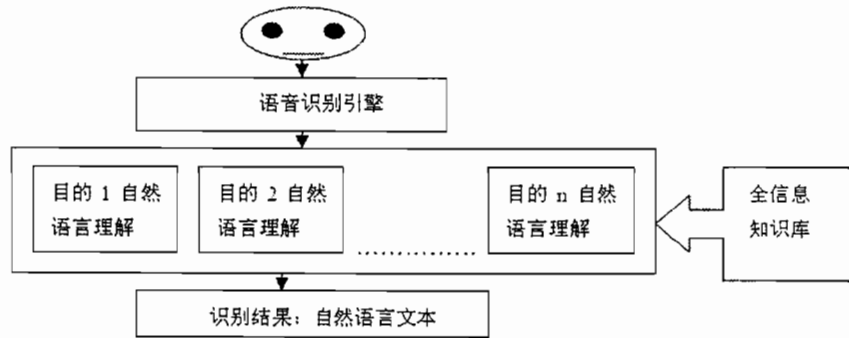 语音识别引擎
目的 1 自然
语言理解
目的 2 自然
语言理解
………………
目的 n 自然
语言理解
全信息
知识库
识别结果：自然语言文本